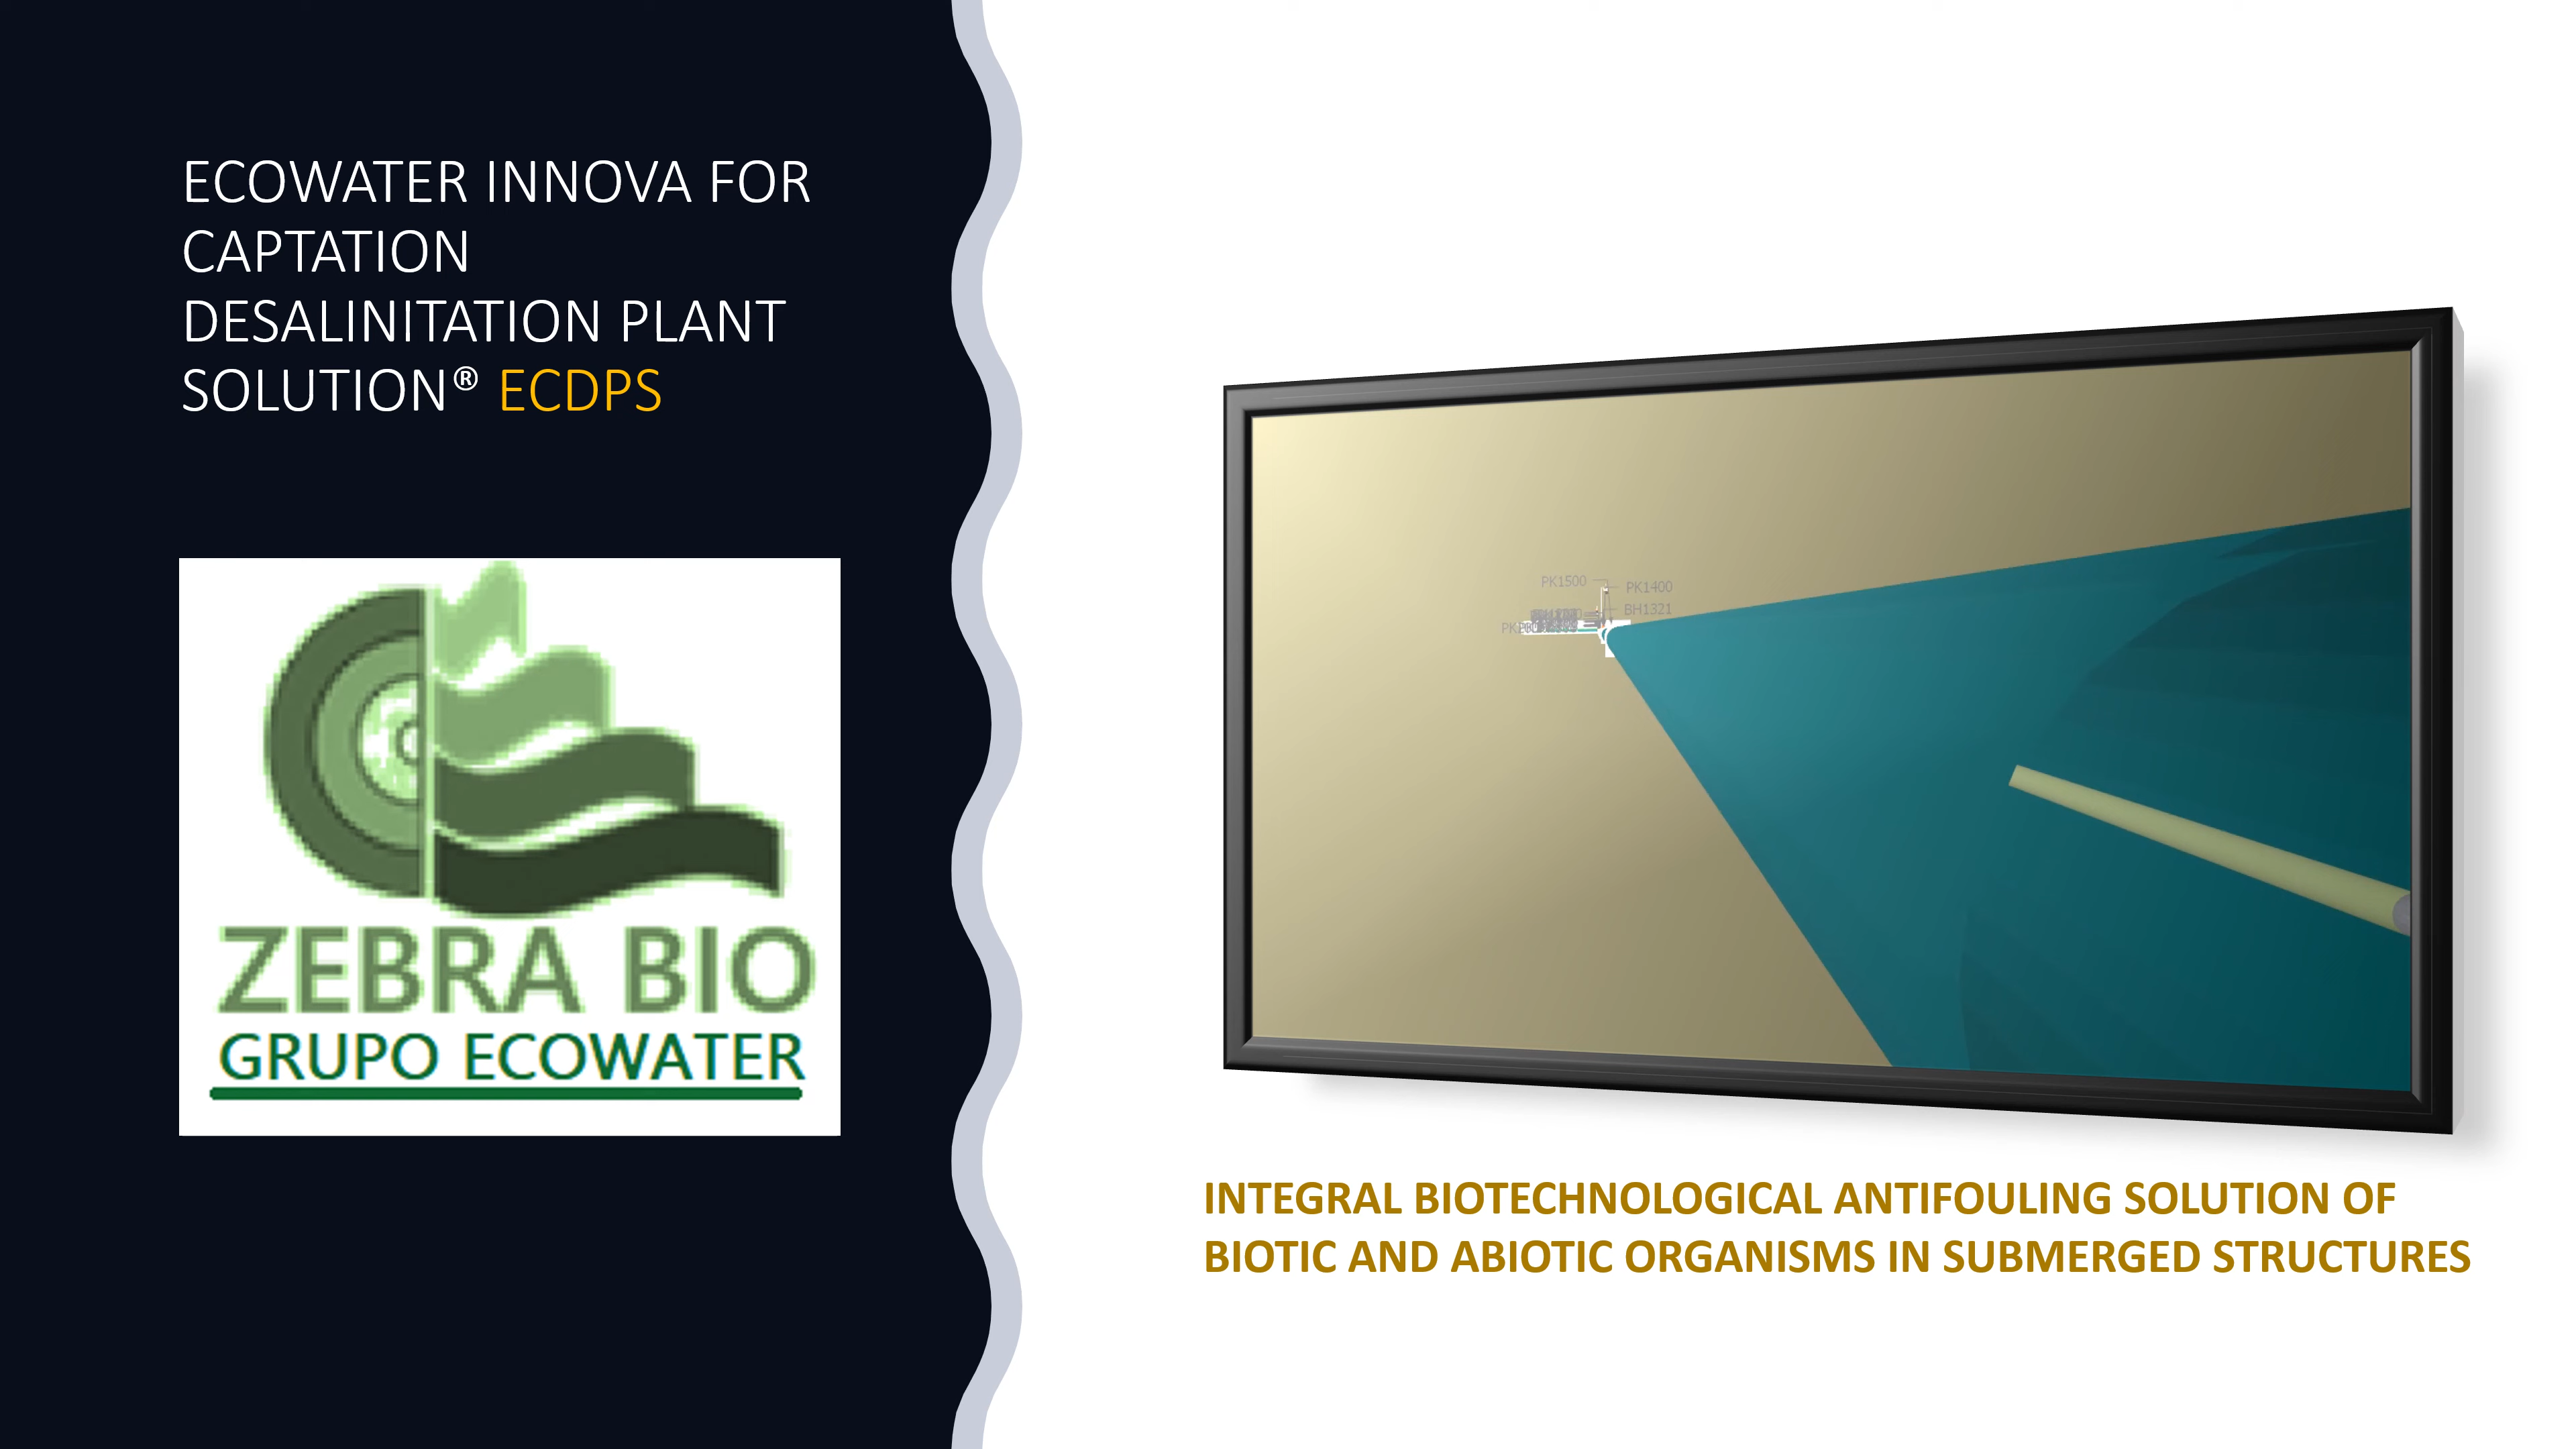 ECOWATER INNOVA FOR
CAPTATION
DESALINITATION PLANT
SOLUTION® ECDPS
ZEBRA BIO
GRUPO ECOWATER
PK1500
PK1400
BH1321
INTEGRAL BIOTECHNOLOGICAL ANTIFOULING SOLUTION OF
BIOTIC AND ABIOTIC ORGANISMS IN SUBMERGED STRUCTURES